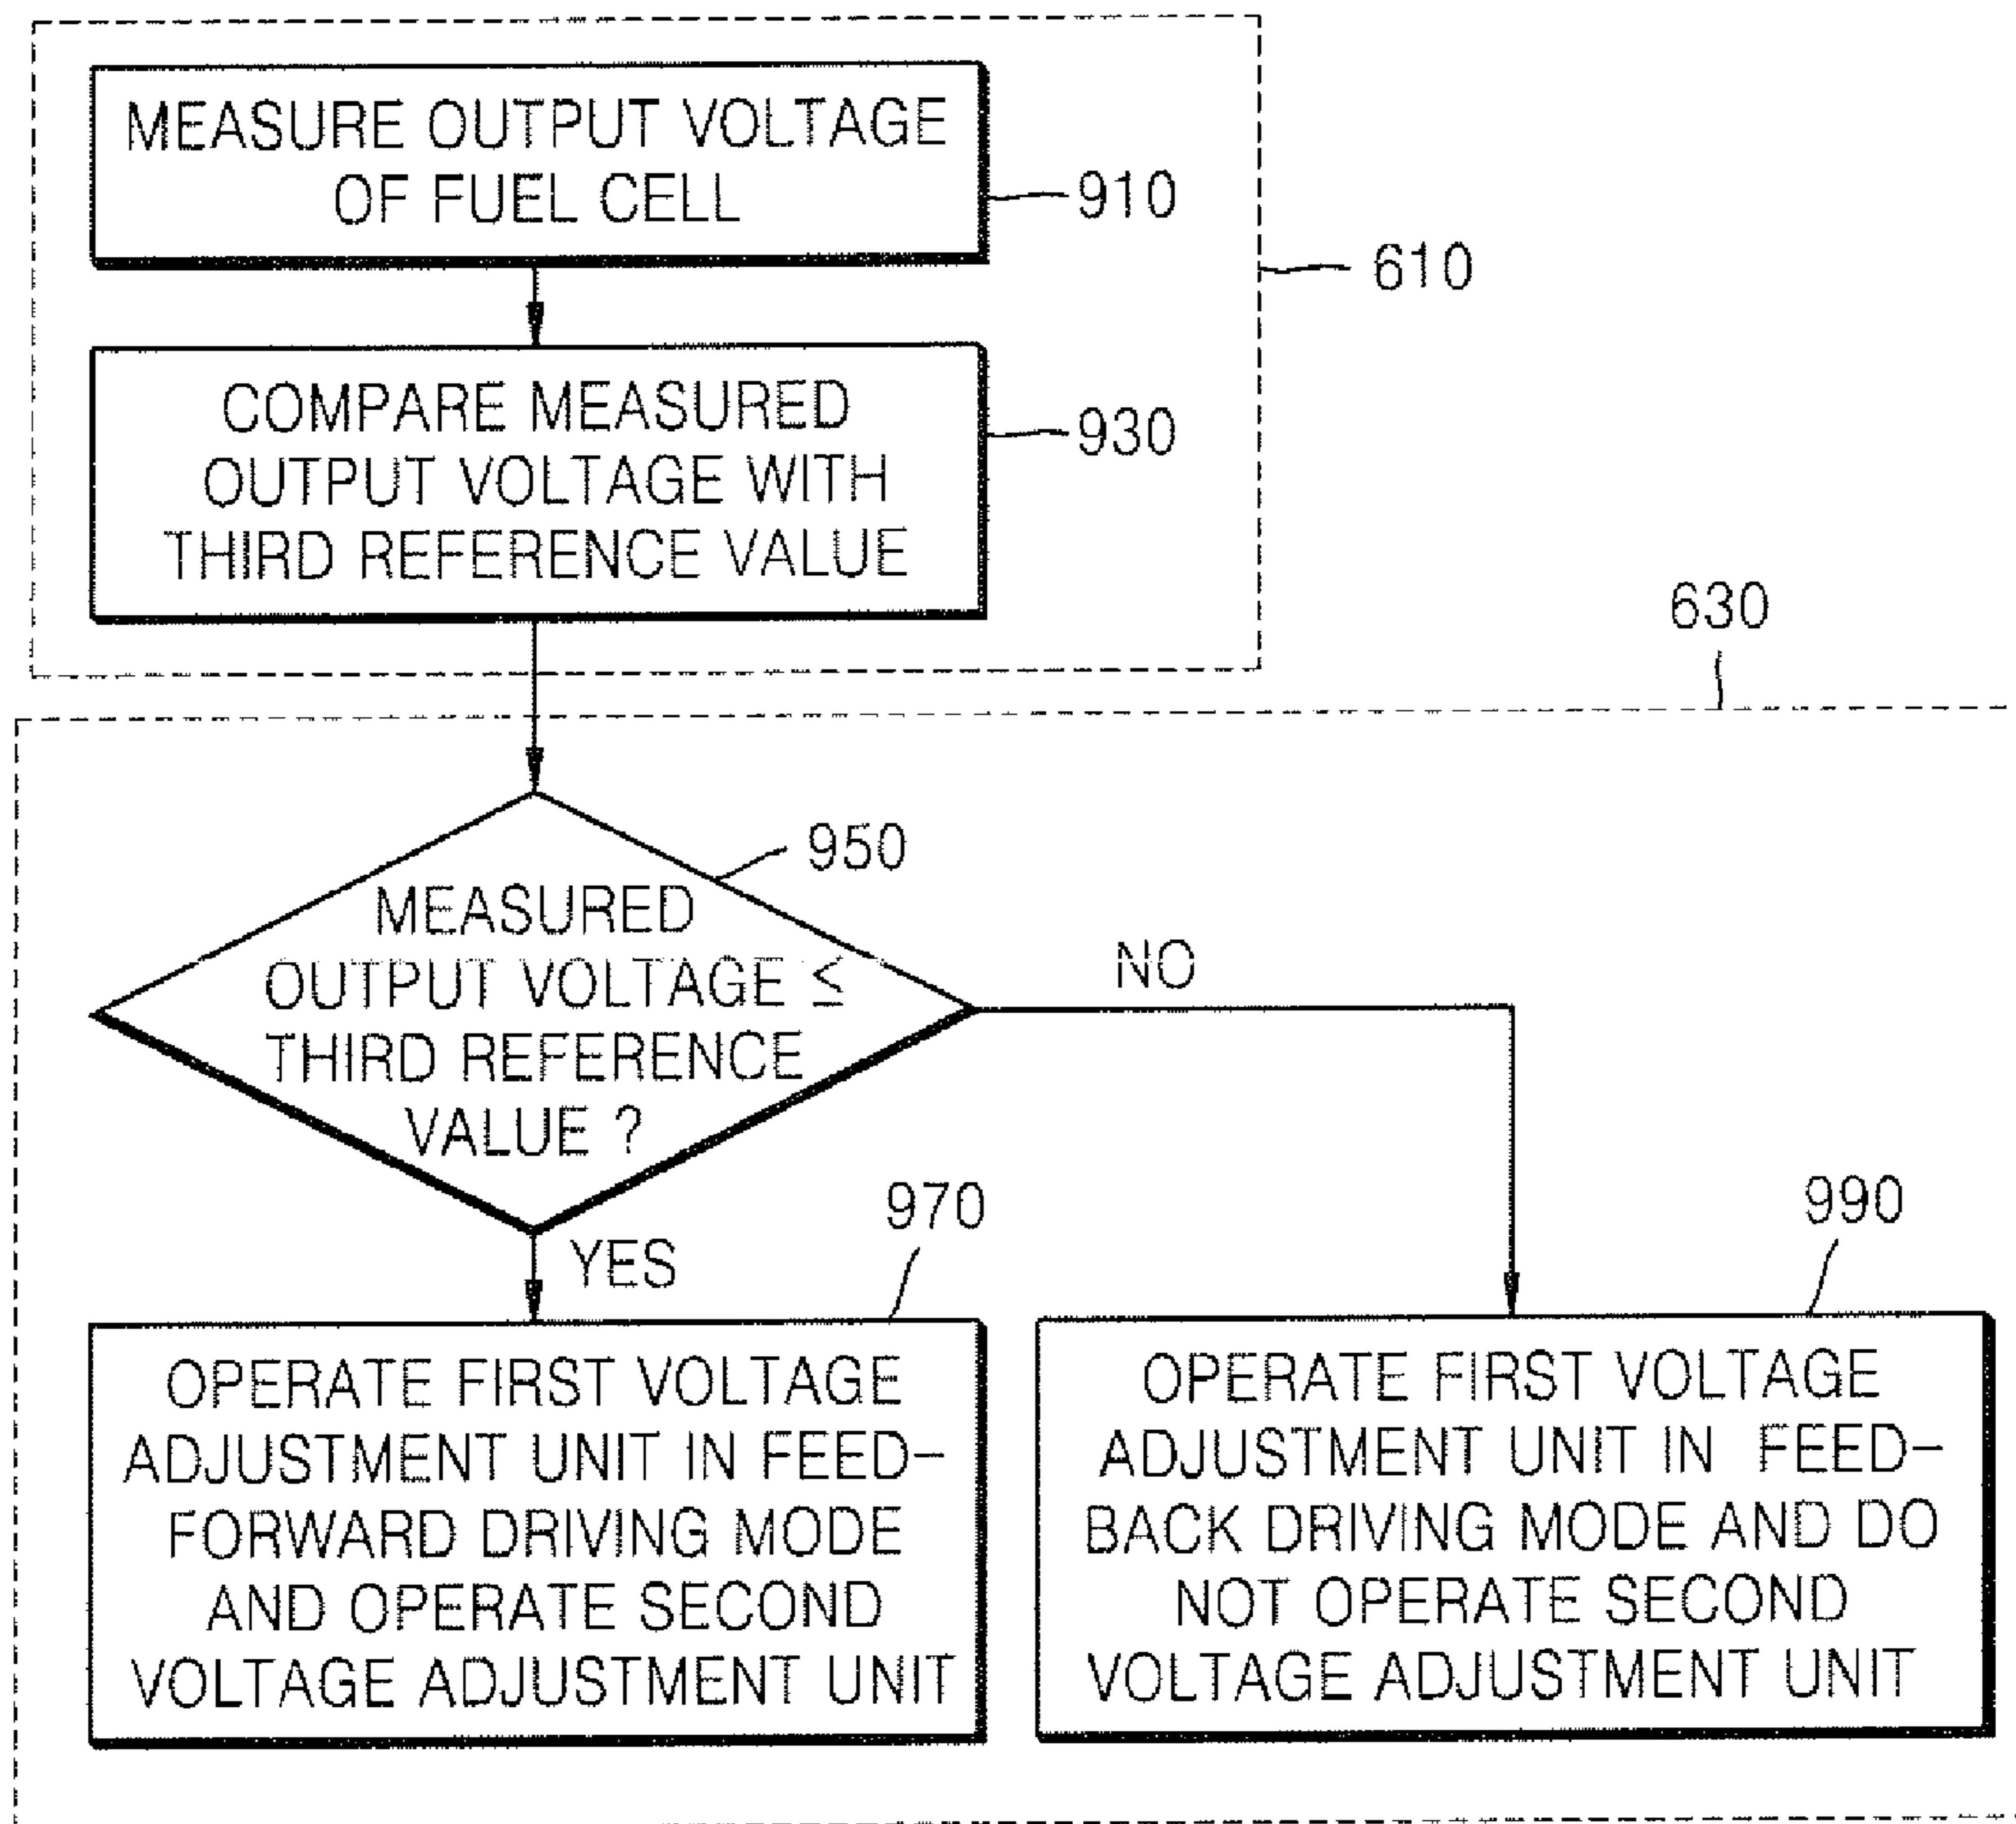 MEASURE OUTPUT VOLTAGE
OF FUEL CELL
910
610
COMPARE MEASURED
OUTPUT VOLTAGE WITH
THIRD REFERENCE VALUE
930
630
950
MEASURED
OUTPUT VOLTAGE ≤
THIRD REFERENCE
VALUE ?
NO
YES
970
990
OPERATE FIRST VOLTAGE
ADJUSTMENT UNIT IN FEED-
FORWARD DRIVING MODE
AND OPERATE SECOND
VOLTAGE ADJUSTMENT UNIT
OPERATE FIRST VOLTAGE
ADJUSTMENT UNIT IN FEED-
BACK DRIVING MODE AND DO
NOT OPERATE SECOND
VOLTAGE ADJUSTMENT UNIT